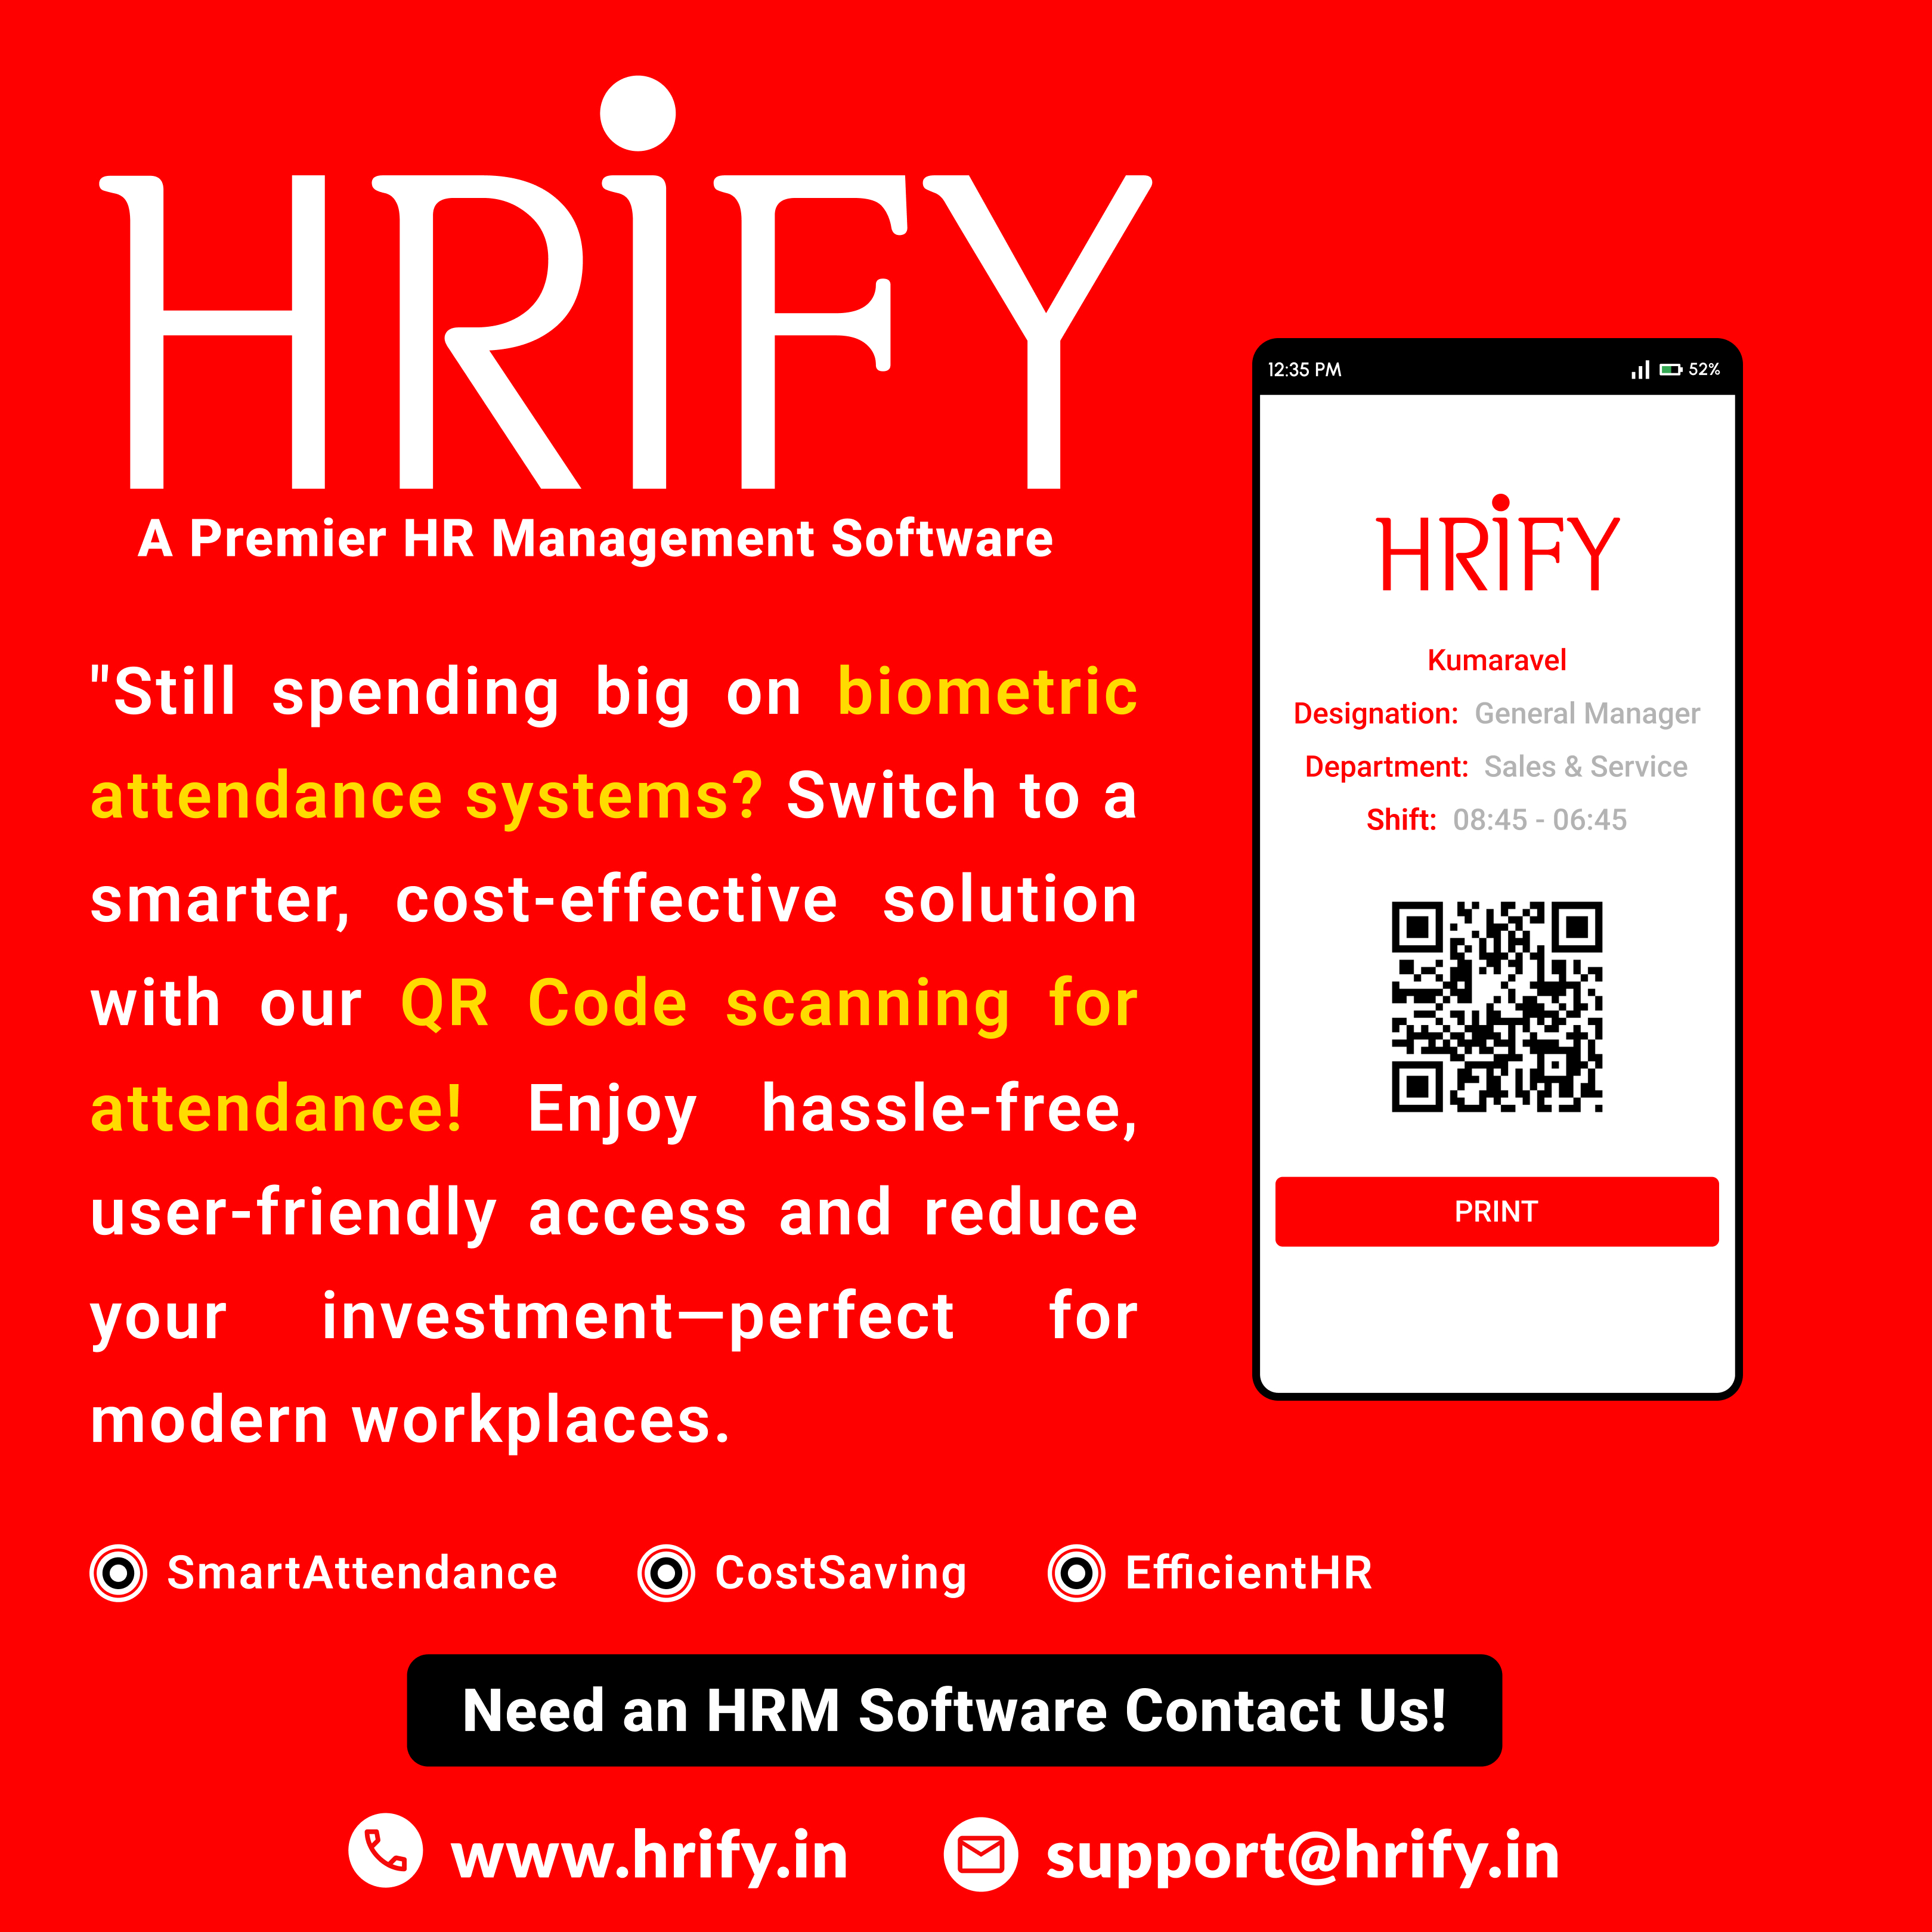 HRiFY
A Premier HR Management Software
"Still spending big on biometric
attendance systems? Switch to a
smarter, cost-effective solution
with our QR Code scanning for
attendance! Enjoy hassle-free,
user-friendly access and reduce
your investment—perfect for
modern workplaces.
12:35 PM 52%
HRiFY
Kumaravel
Designation: General Manager
Department: Sales & Service
Shift: 08:45 - 06:45
PRINT
SmartAttendance CostSaving EfficientHR
Need an HRM Software Contact Us!
www.hrify.in support@hrify.in